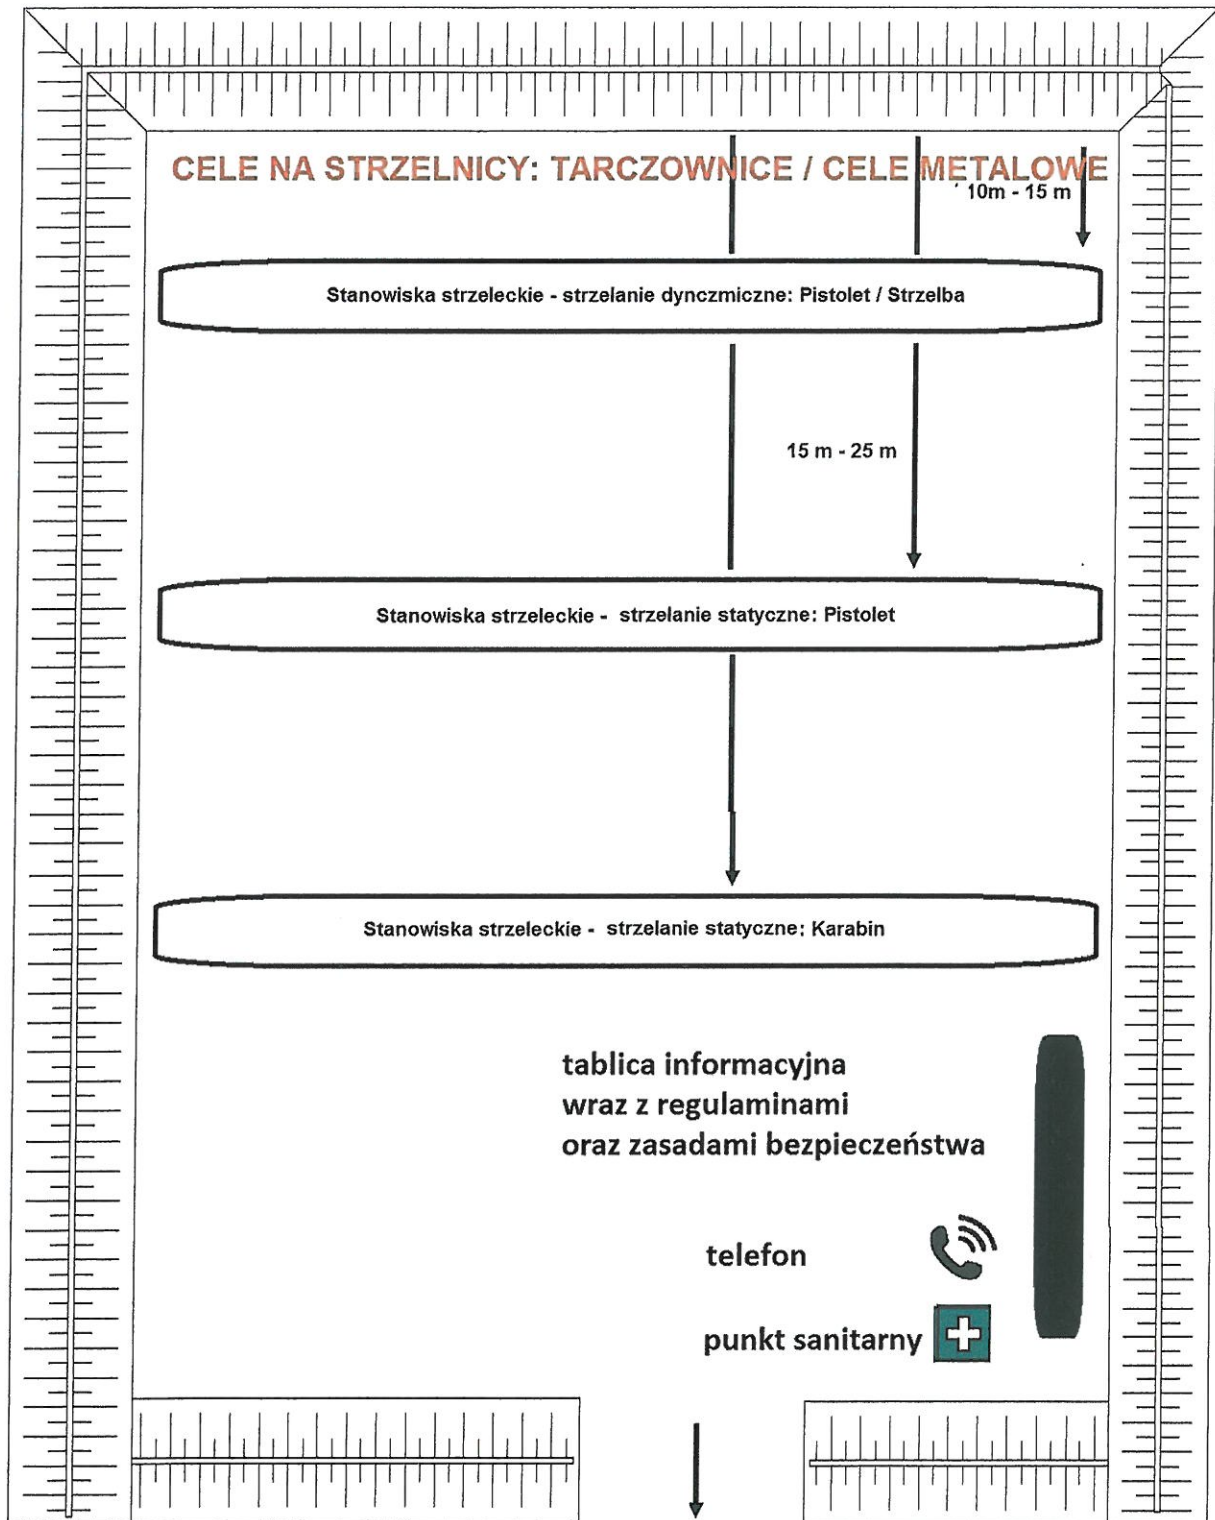 CELE NA STRZELNICY: TARCZOWNICE / CELE METALOWE
10m - 15 m
Stanowiska strzeleckie - strzelanie dynczmiczne: Pistolet / Strzelba
15 m - 25 m
Stanowiska strzeleckie - strzelanie statyczne: Pistolet
Stanowiska strzeleckie - strzelanie statyczne: Karabin
tablica informacyjna
wraz z regulaminami
oraz zasadami bezpieczeństwa
telefon
punkt sanitarny